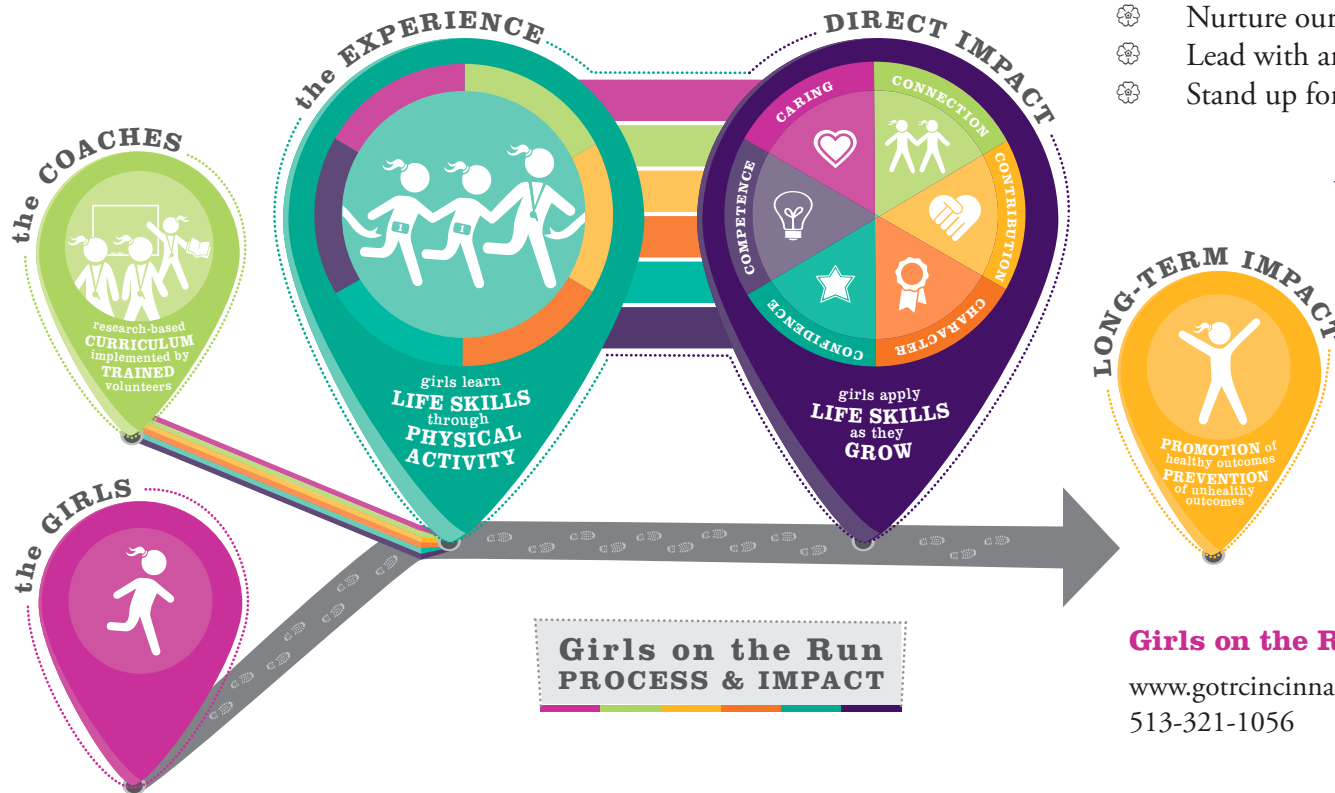 the COACHES
research-based
CURRICULUM
implemented by
TRAINED
volunteers
the GIRLS
the EXPERIENCE
1
1
girls learn
LIFE SKILLS
through
PHYSICAL
ACTIVITY
DIRECT IMPACT
CARING
CONNECTION
CONTRIBUTION
CHARACTER
CONFIDENCE
COMPETENCE
girls apply
LIFE SKILLS
as they
GROW
LONG-TERM IMPACT
PROMOTION of
healthy outcomes
PREVENTION
of unhealthy
outcomes
Girls on the Run
PROCESS & IMPACT
Nurture our
Lead with
Stand up for
Girls on the
513-321-1056